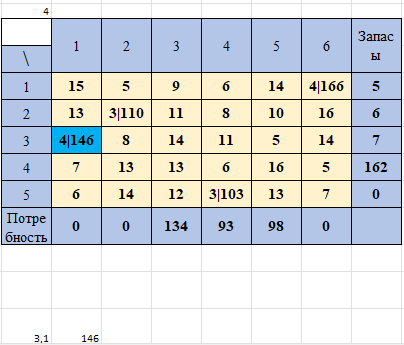 4
\ 1 2 3 4 5 6 Запас
ы
1 15 5 9 6 14 4|166 5
2 13 3|110 11 8 10 16 6
3 4|146 8 14 11 5 14 7
4 7 13 13 6 16 5 162
5 6 14 12 3|103 13 7 0
Потре
бность 0 0 134 93 98 0
3,1 146